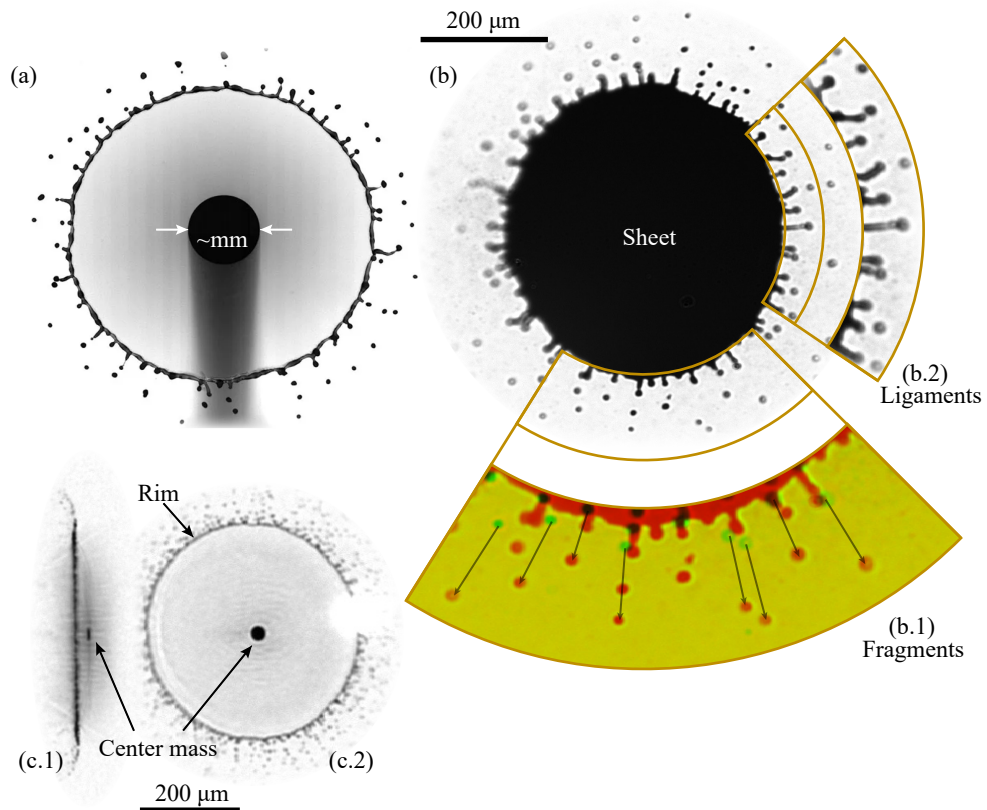 (a)
~mm
200 μm
(b)
Sheet
(b.2)
Ligaments
(b.1)
Fragments
Rim
Center mass
(c.1)
(c.2)
200 μm